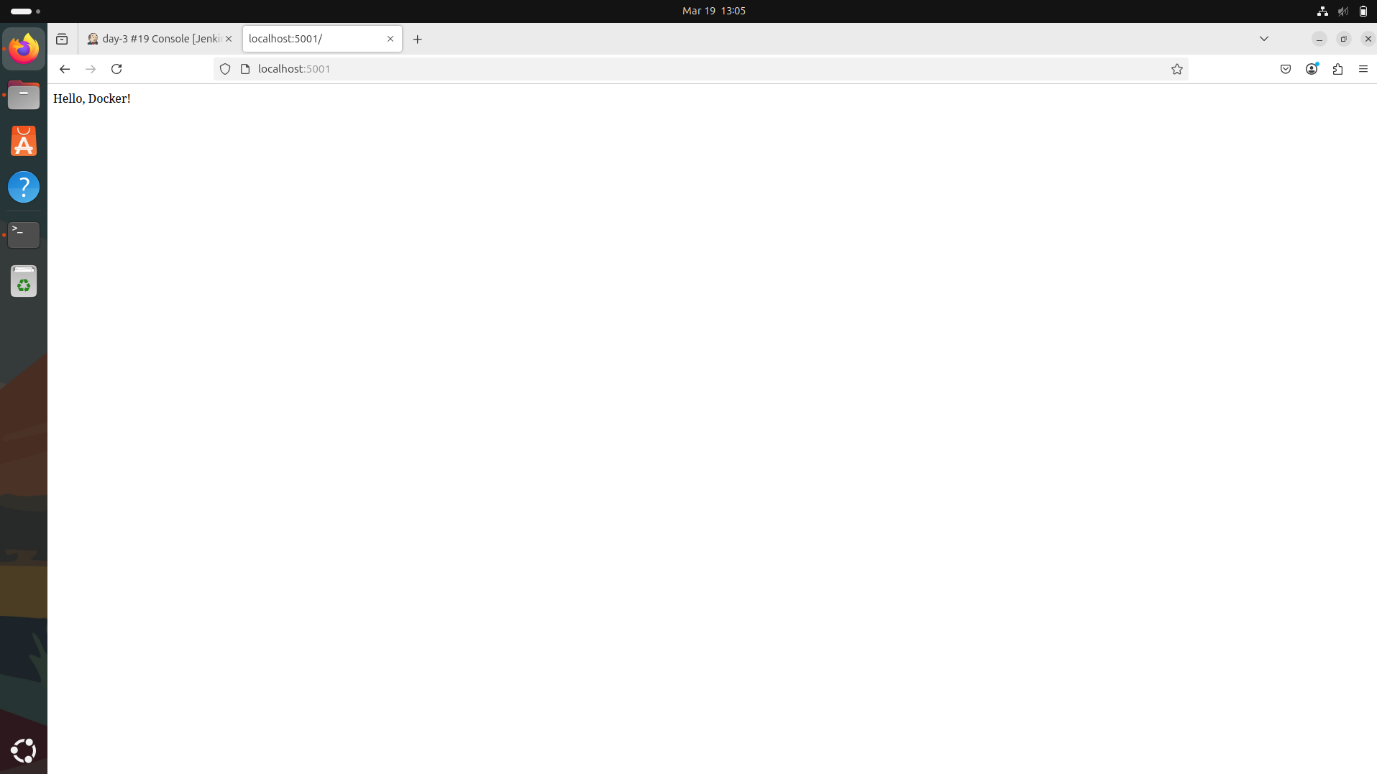 Mar 19 13:05
day-3 #19 Console [Jenki
localhost:5001/
localhost:5001
Hello, Docker!